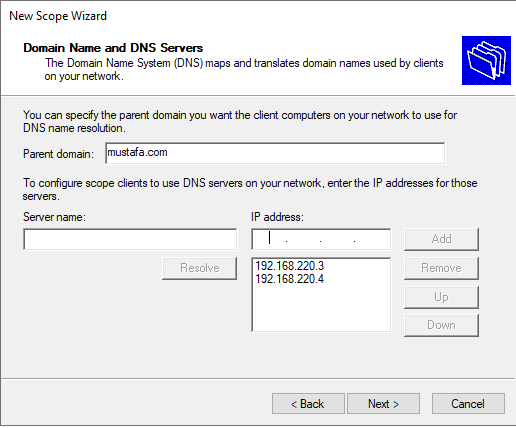 New Scope Wizard
Domain Name and DNS Servers
The Domain Name System (DNS) maps and translates domain names used by clients
on your network.
You can specify the parent domain you want the client computers on your network to use for
DNS name resolution.
Parent domain: mustafa.com
To configure scope clients to use DNS servers on your network, enter the IP addresses for those
servers.
Server name: IP address:
. . . Add
Resolve 192.168.220.3 Remove
192.168.220.4
Up
Down
< Back Next > Cancel